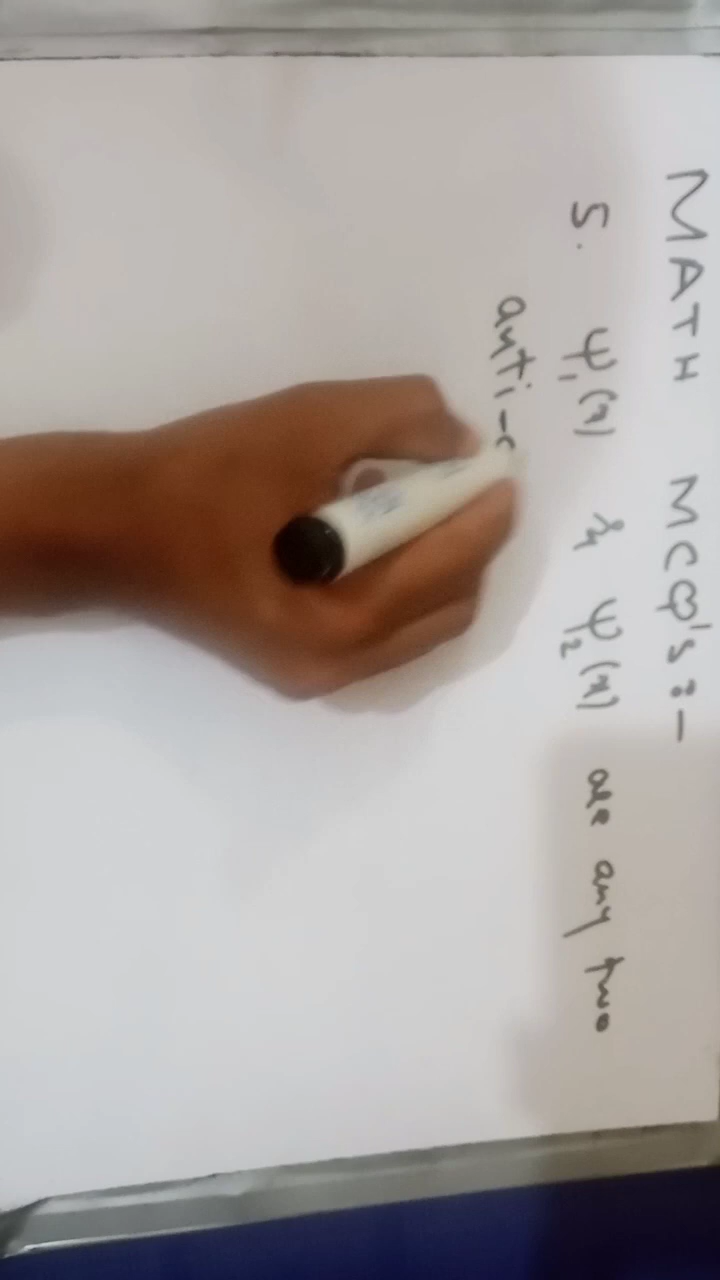 MATH MCQ's :-
5. Ψ₁(x) & Ψ₂(x) are any two
anti-